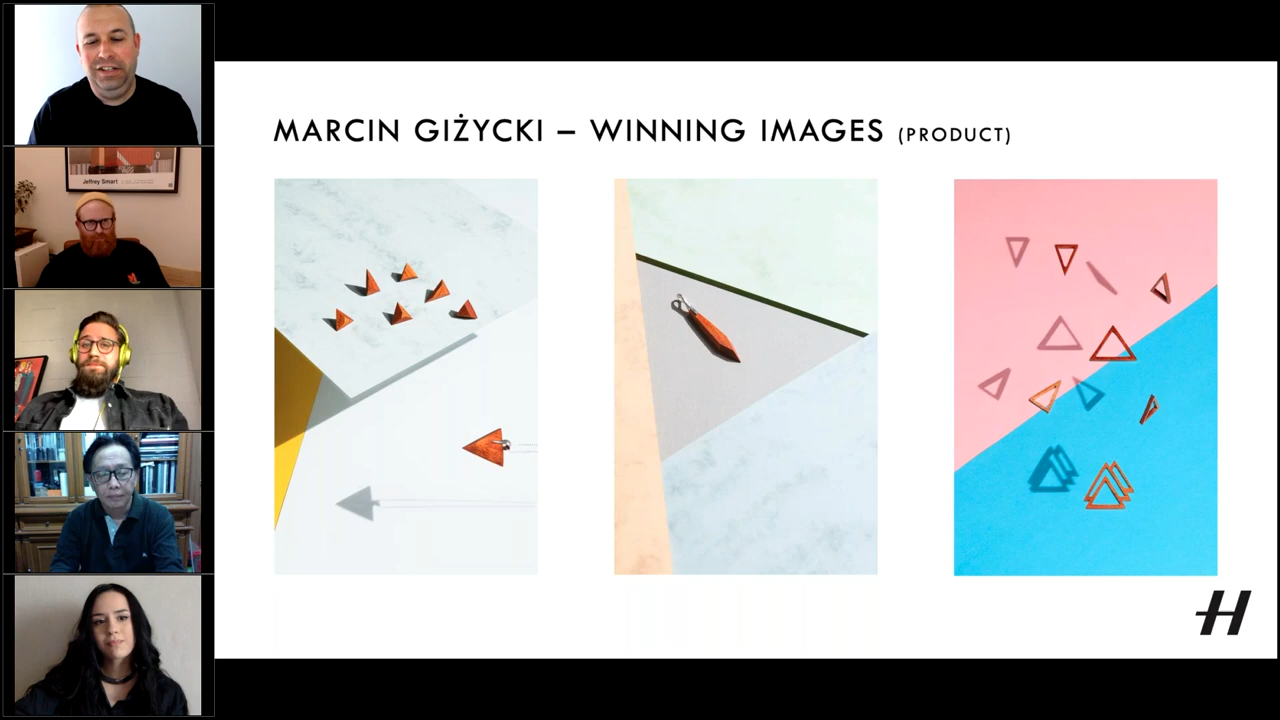 MARCIN GIŻYCKI – WINNING IMAGES (PRODUCT)
Jeffrey Smart
H